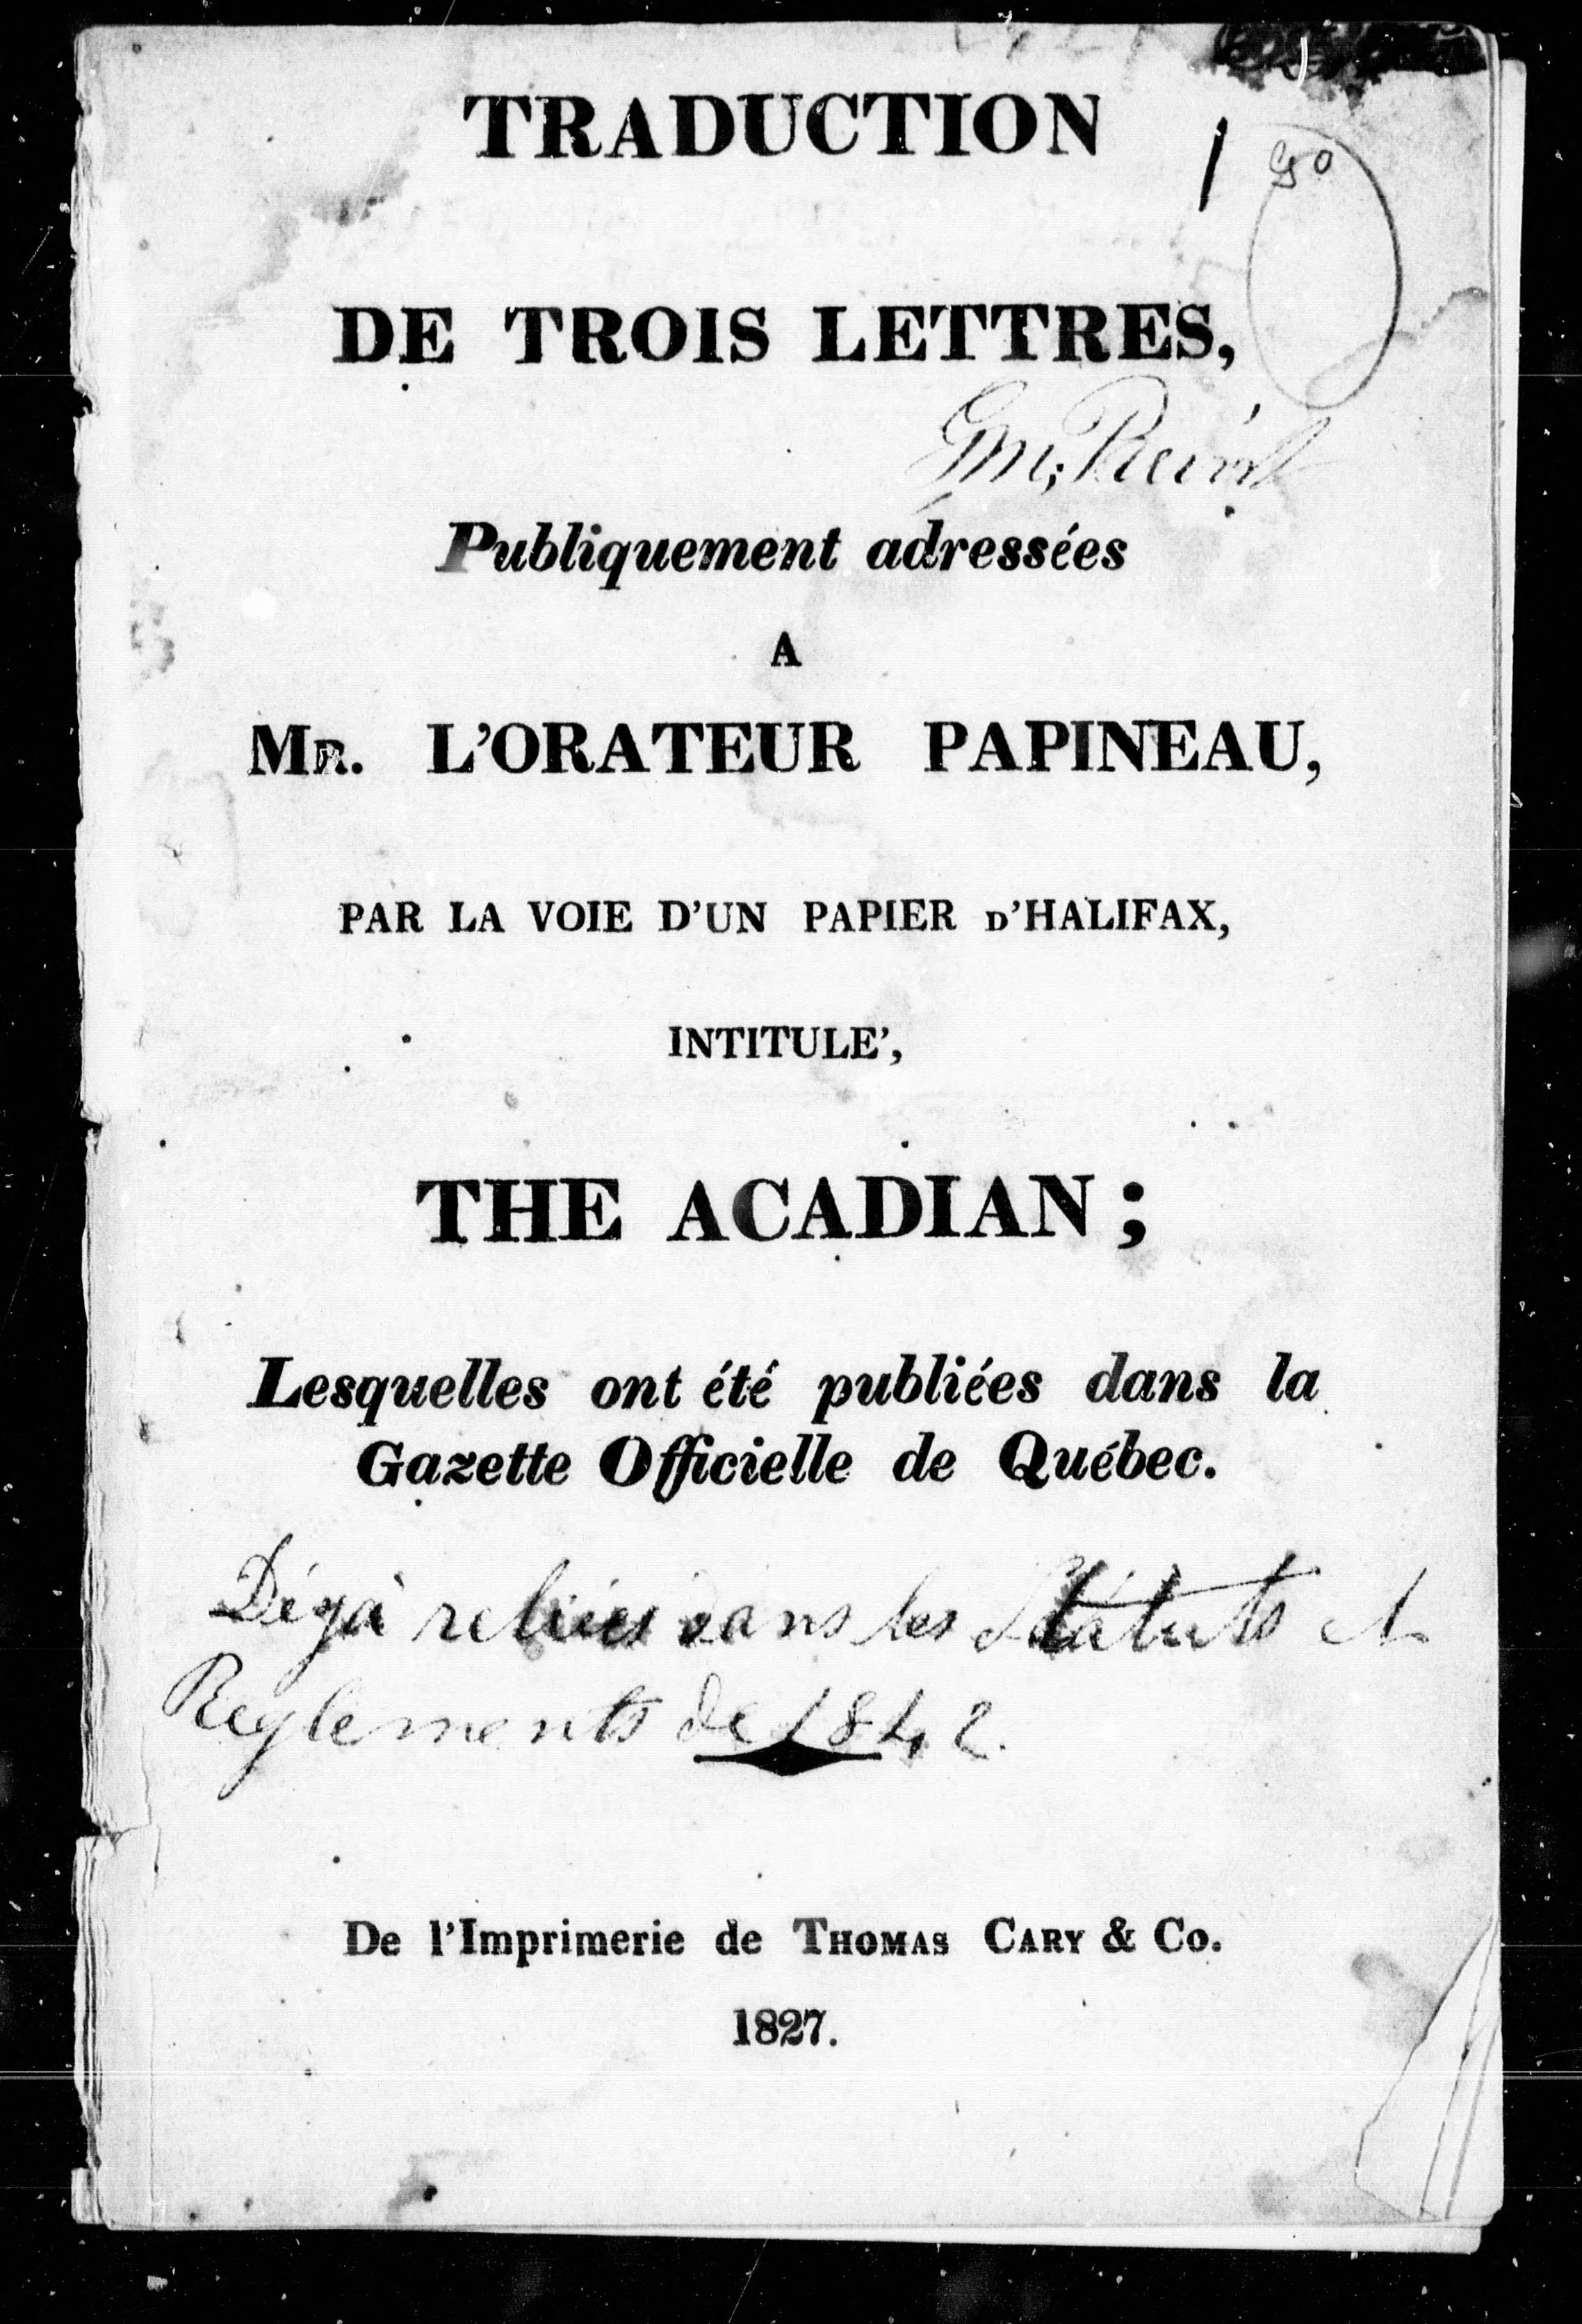 TRADUCTION
DE TROIS LETTRES,
Publiquement adressées
A
MR. L'ORATEUR PAPINEAU,
PAR LA VOIE D'UN PAPIER D'HALIFAX,
INTITULE',
THE ACADIAN ;
Lesquelles ont été publiées dans la
Gazette Officielle de Québec.
Déja reliées dans les Statuts et
Reglements de 1842.
De l'Imprimerie de THOMAS CARY & Co.
1827.